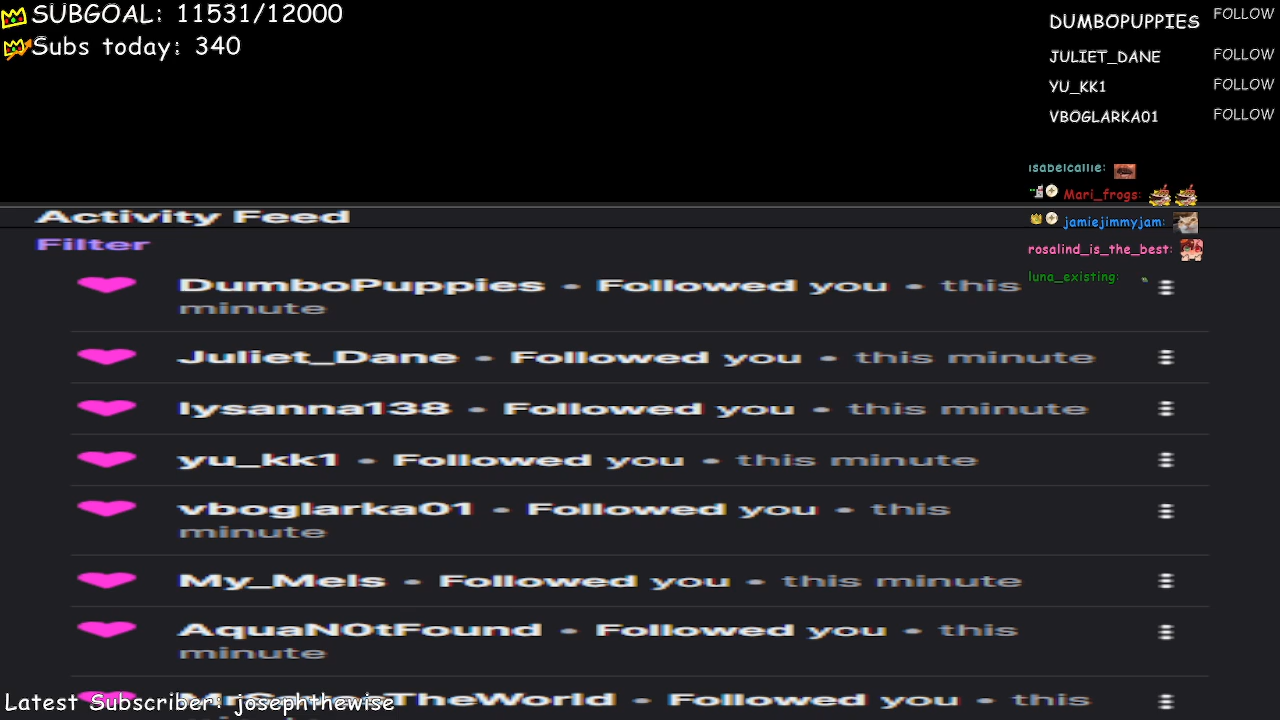 SUBGOAL: 11531/12000
Subs today: 340
DUMBOPUPPIES FOLLOW
JULIET_DANE FOLLOW
YU_KK1 FOLLOW
VBOGLARKA01 FOLLOW
isabelcallie:
Mari_frogs:
jamiejimmyjam:
rosalind_is_the_best:
luna_existing:
Activity Feed
Filter
DumboPuppies • Followed you • this
minute
Juliet_Dane • Followed you • this minute
lysanna138 • Followed you • this minute
yu_kk1 • Followed you • this minute
vboglarka01 • Followed you • this
minute
My_Mels • Followed you • this minute
AquaN0tFound • Followed you • this
minute
• Followed you • this
Latest Subscriber: josephthewise